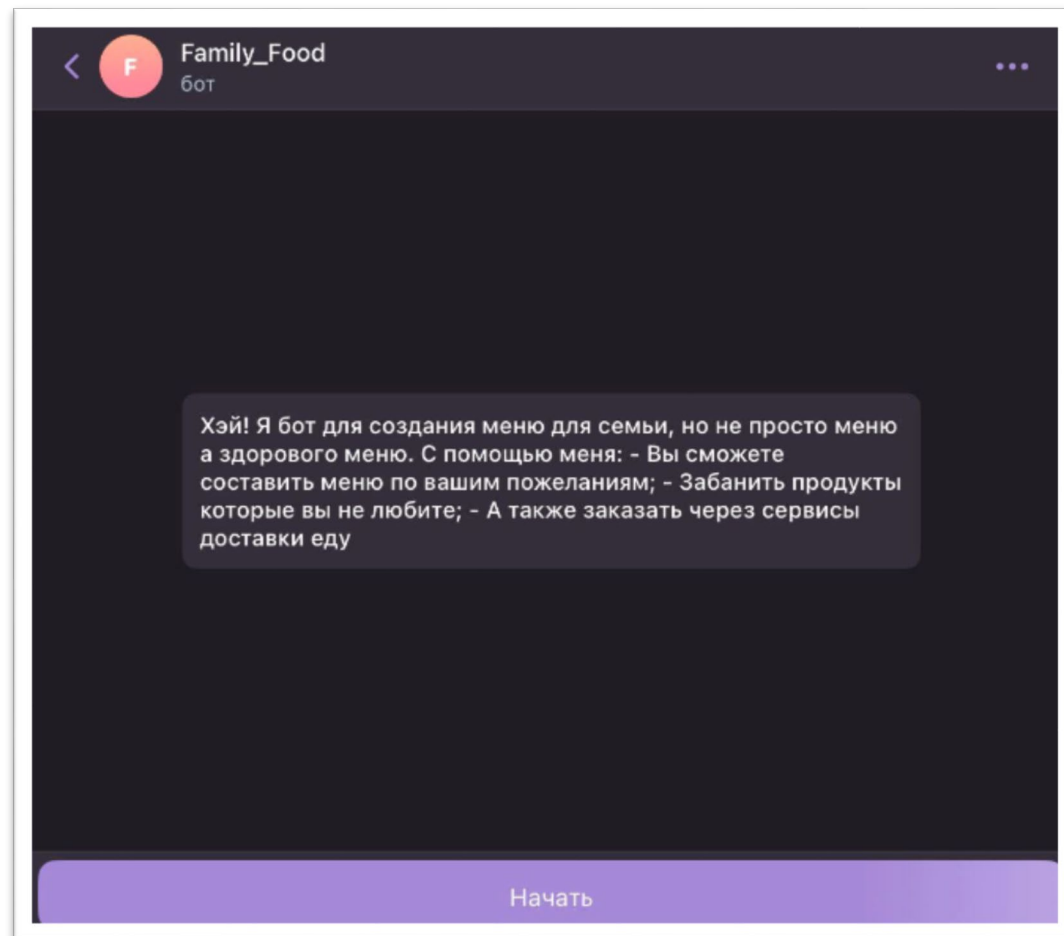 F
Family_Food
бот
Хэй! Я бот для создания меню для семьи, но не просто меню
а здорового меню. С помощью меня: - Вы сможете
составить меню по вашим пожеланиям; - Забанить продукты
которые вы не любите; - А также заказать через сервисы
доставки еду
Начать